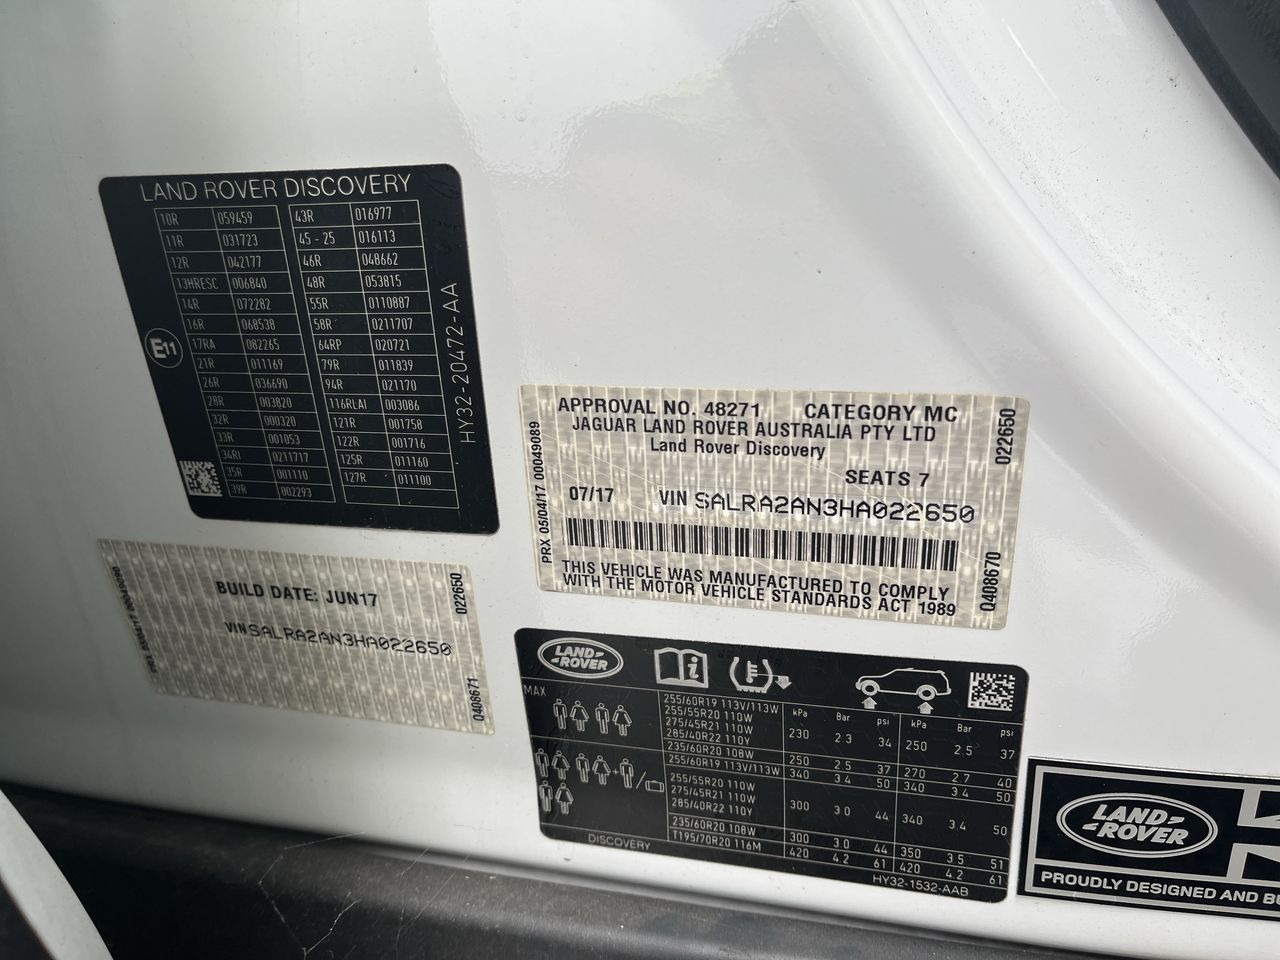 LAND ROVER DISCOVERY
10R 059459 43R 016977
11R 031723 45 - 25 016113
12R 042177 46R 048662
13HRESC 006840 48R 053815
14R 072282 55R 0110887
16R 068538 58R 0211707
17RA 082265 64RP 020721
21R 011169 79R 011839
26R 036690 94R 021170
28R 003820 116RLAI 003086
32R 000320 121R 001758
33R 001053 122R 001716
34RI 0211717 125R 011160
35R 001110 127R 011100
39R 002293
E11
HY32-20472-AA
APPROVAL NO. 48271 CATEGORY MC
JAGUAR LAND ROVER AUSTRALIA PTY LTD
Land Rover Discovery
SEATS 7
07/17 VIN SALRA2AN3HA022650
THIS VEHICLE WAS MANUFACTURED TO COMPLY
WITH THE MOTOR VEHICLE STANDARDS ACT 1989
PRX 05/04/17 00049089
022650
Q408670
BUILD DATE: JUN17
VIN SALRA2AN3HA022650
022650
Q408671
LAND ROVER
MAX
kPa Bar psi kPa Bar psi
255/60R19 113V/113W
255/55R20 110W
275/45R21 110W
285/40R22 110Y
230 2.3 34 250 2.5 37
235/60R20 108W 250 2.5 37 270 2.7 40
255/60R19 113V/113W 340 3.4 50 340 3.4 50
255/55R20 110W
275/45R21 110W
285/40R22 110Y
300 3.0 44 340 3.4 50
235/60R20 108W 300 3.0 44 350 3.5 51
T195/70R20 116M 420 4.2 61 420 4.2 61
DISCOVERY
HY32-1532-AAB
LAND ROVER
PROUDLY DESIGNED AND BU